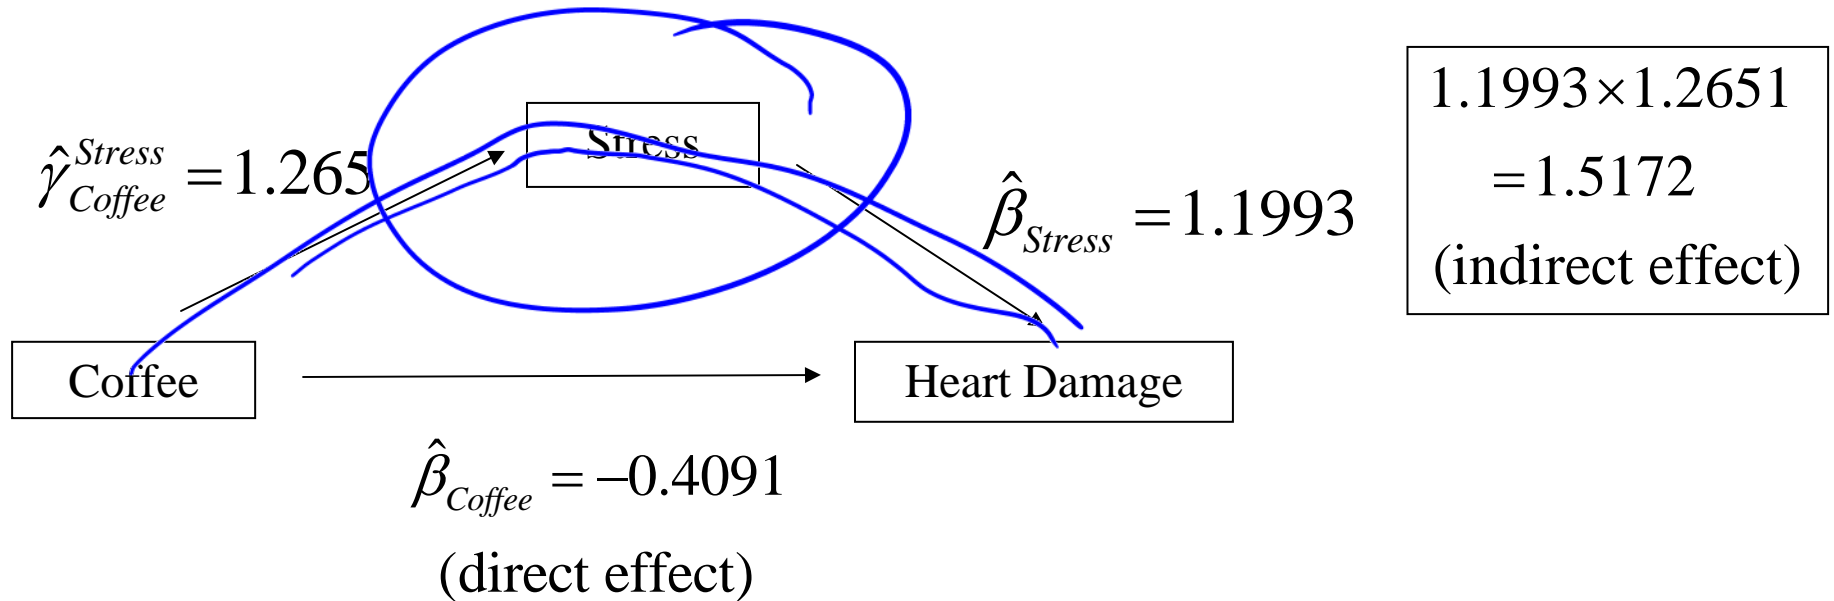 Stress
γ̂^Stress_Coffee = 1.265
β̂_Stress = 1.1993
1.1993×1.2651
=1.5172
(indirect effect)
Coffee
Heart Damage
β̂_Coffee = −0.4091
(direct effect)